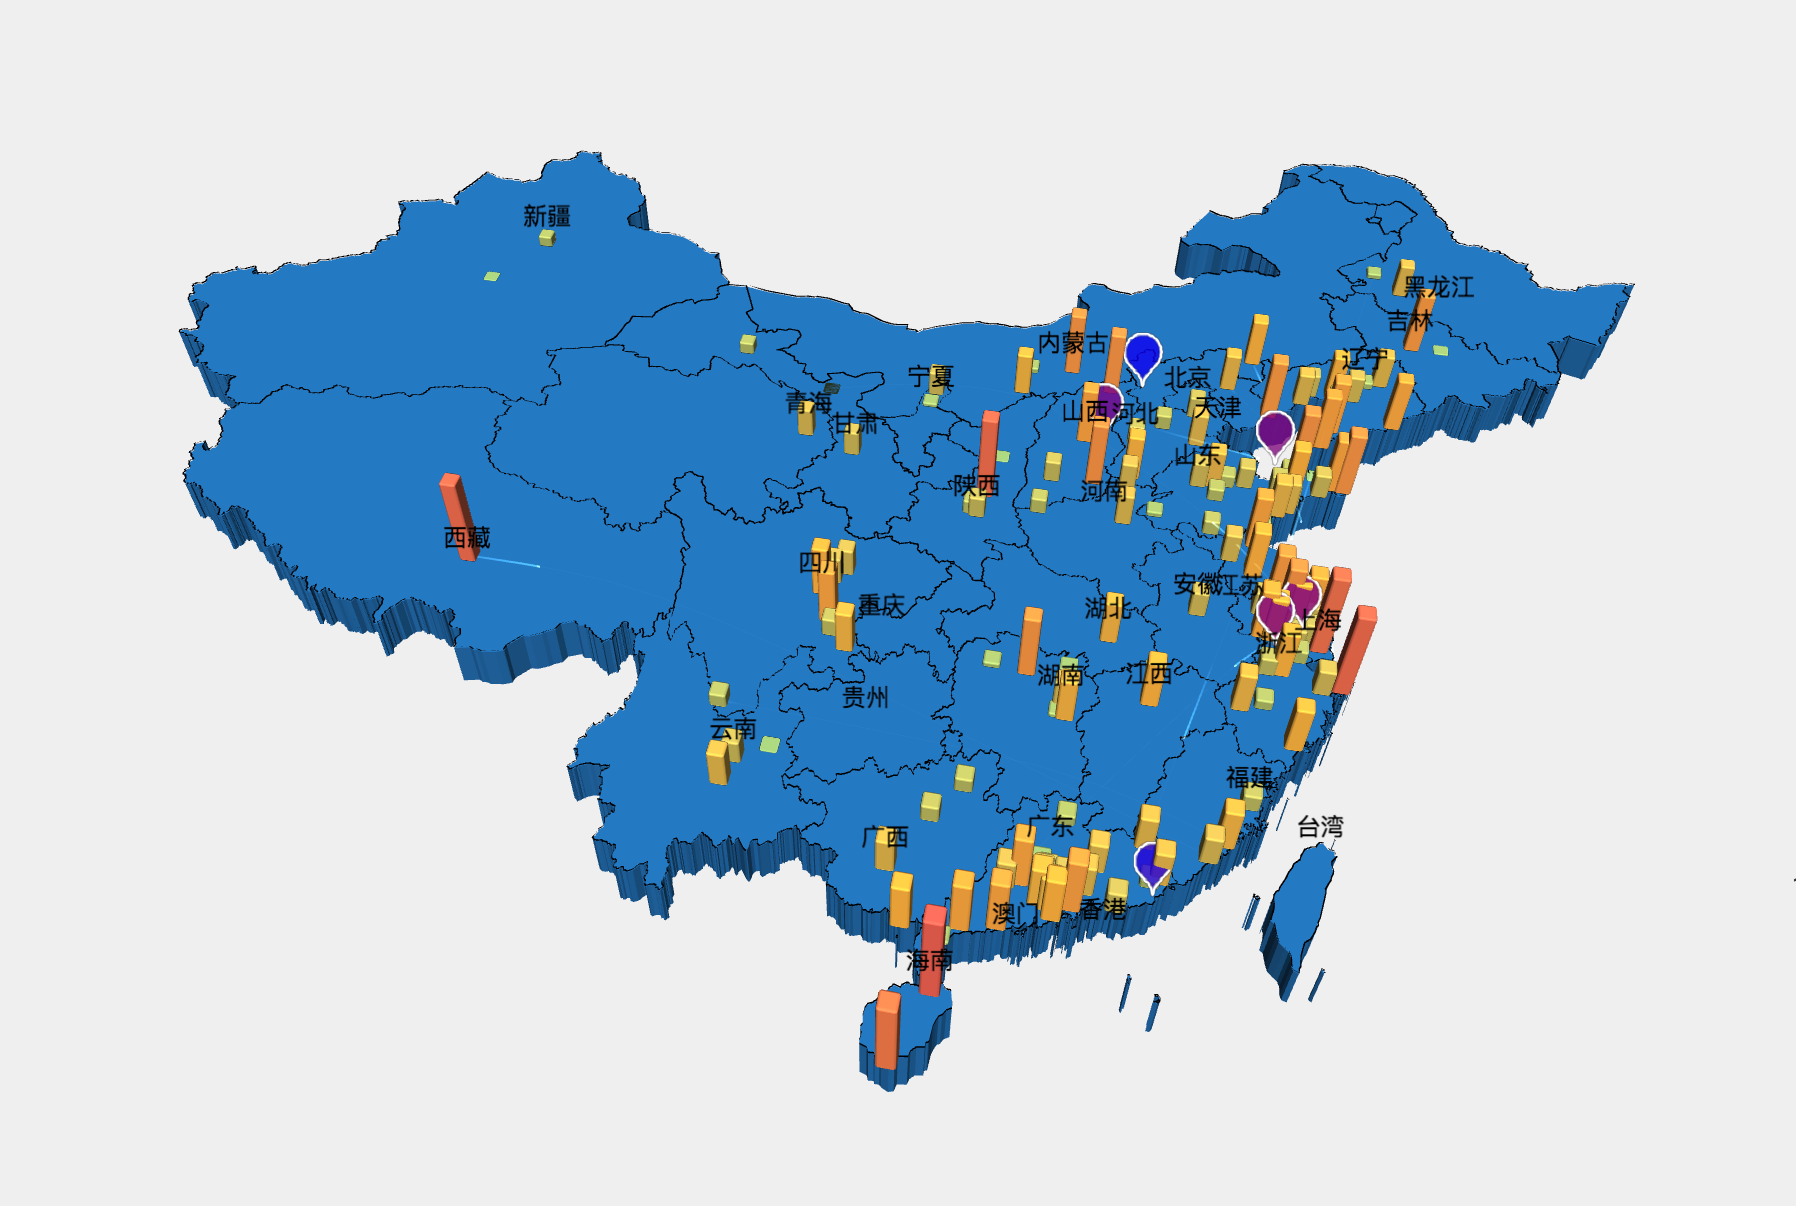 新疆
黑龙江
吉林
内蒙古
辽宁
宁夏
北京
青海
甘肃
山西
河北
天津
山东
陕西
河南
西藏
四川
安徽
江苏
重庆
湖北
上海
浙江
湖南
江西
贵州
云南
福建
广东
台湾
广西
澳门
香港
海南